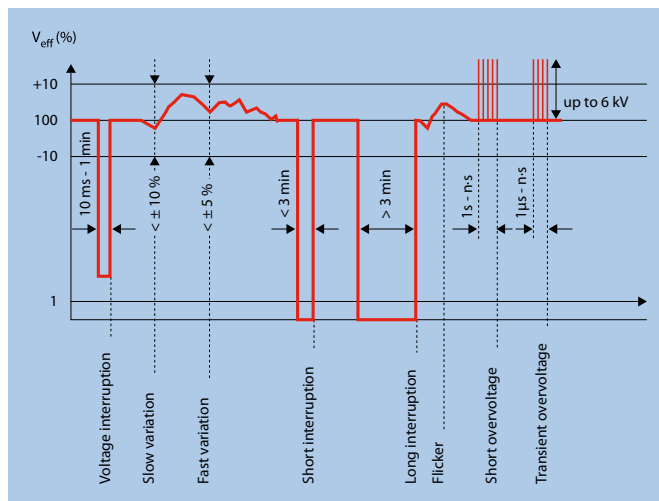 V_eff (%)
+10
100
-10
1
up to 6 kV
10 ms - 1 min
< ± 10 %
< ± 5 %
< 3 min
> 3 min
1s - n·s
1µs - n·s
Voltage interruption
Slow variation
Fast variation
Short interruption
Long interruption
Flicker
Short overvoltage
Transient overvoltage